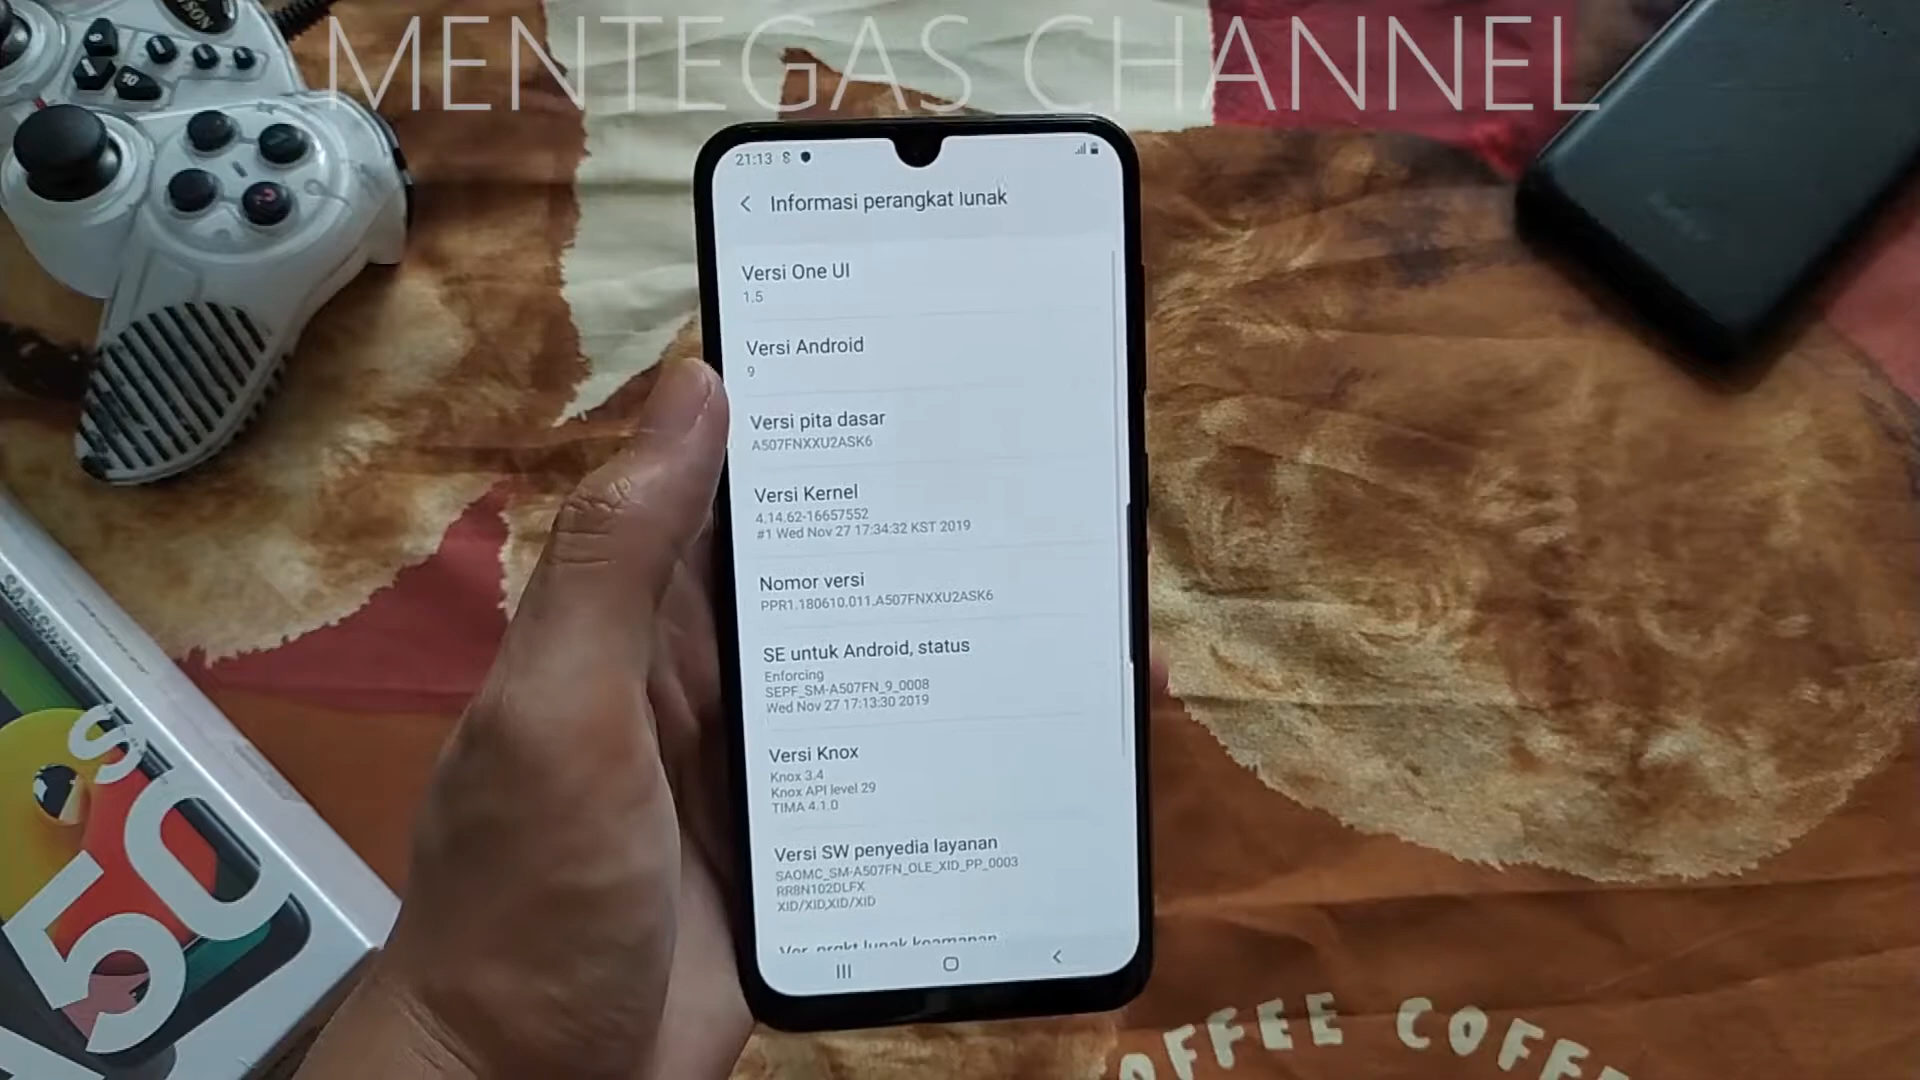 MENTEGAS CHANNEL
21:13
Informasi perangkat lunak
Versi One UI
1.5
Versi Android
9
Versi pita dasar
A507FNXXU2ASK6
Versi Kernel
4.14.62-16657552
#1 Wed Nov 27 17:34:32 KST 2019
Nomor versi
PPR1.180610.011.A507FNXXU2ASK6
SE untuk Android, status
Enforcing
SEPF_SM-A507FN_9_0008
Wed Nov 27 17:13:30 2019
Versi Knox
Knox 3.4
Knox API level 29
TIMA 4.1.0
Versi SW penyedia layanan
SAOMC_SM-A507FN_OLE_XID_PP_0003
RR8N102DLFX
XID/XID,XID/XID
10
A50s
COFFEE